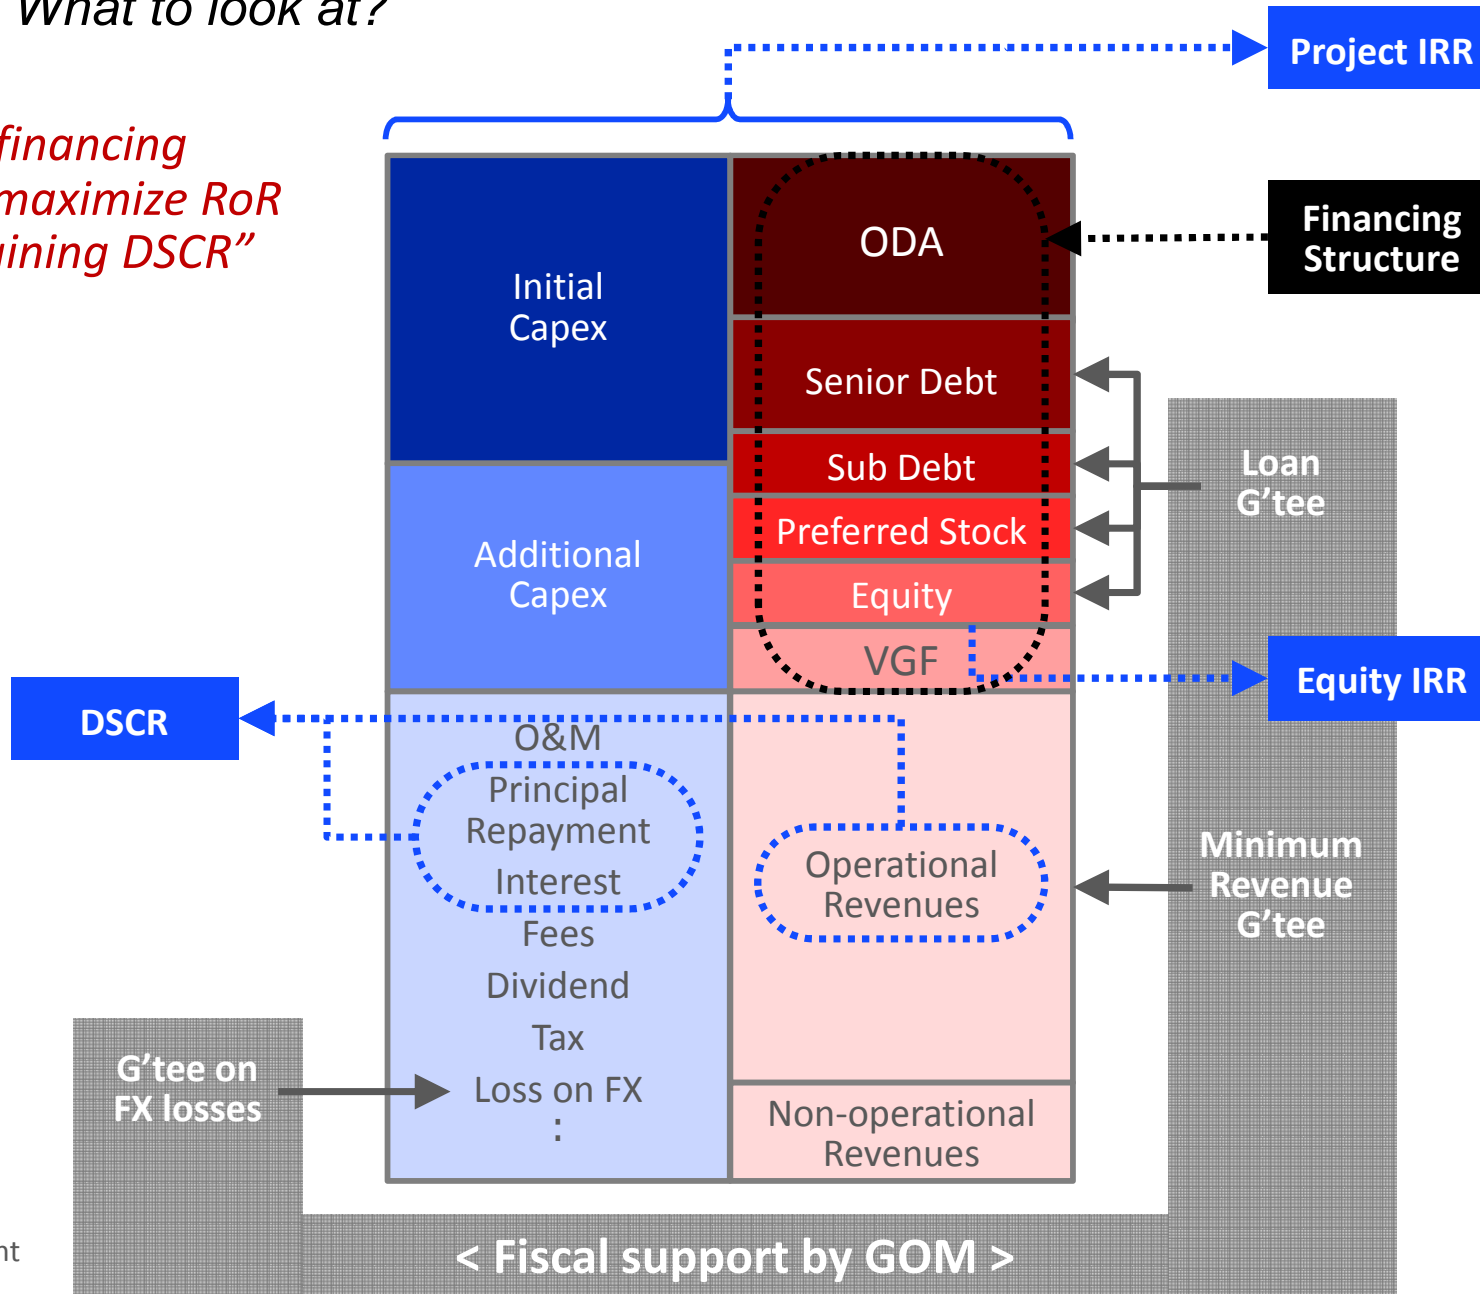 What to look at?
Project IRR
financing
maximize RoR
ining DSCR”
Financing
Structure
Initial
Capex
ODA
Senior Debt
Sub Debt
Preferred Stock
Equity
VGF
Additional
Capex
Loan
G’tee
Equity IRR
DSCR
O&M
Principal
Repayment
Interest
Fees
Dividend
Tax
Loss on FX
:
Operational
Revenues
Minimum
Revenue
G’tee
Non-operational
Revenues
G’tee on
FX losses
nt
< Fiscal support by GOM >